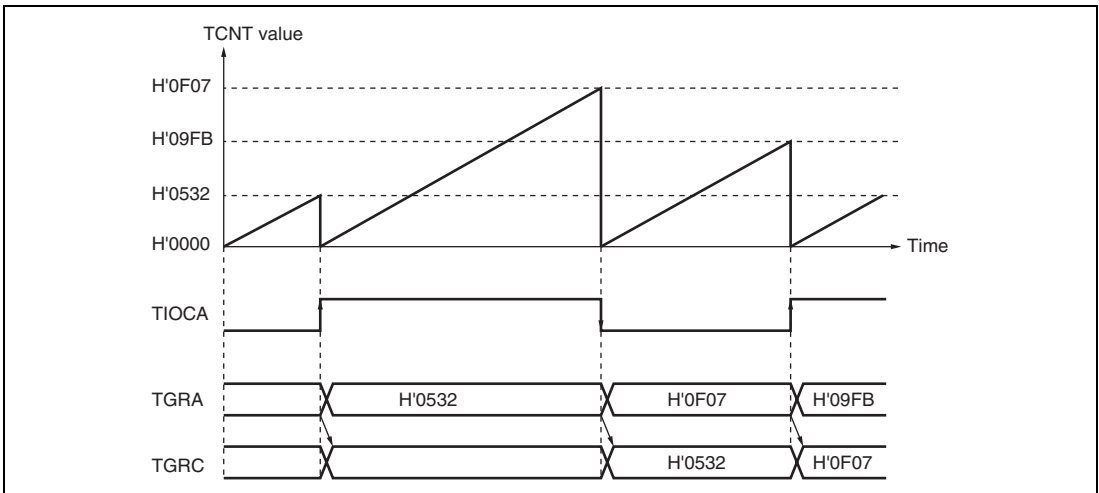 TCNT value
H'0F07
H'09FB
H'0532
H'0000
Time
TIOCA
TGRA H'0532 H'0F07 H'09FB
TGRC H'0532 H'0F07